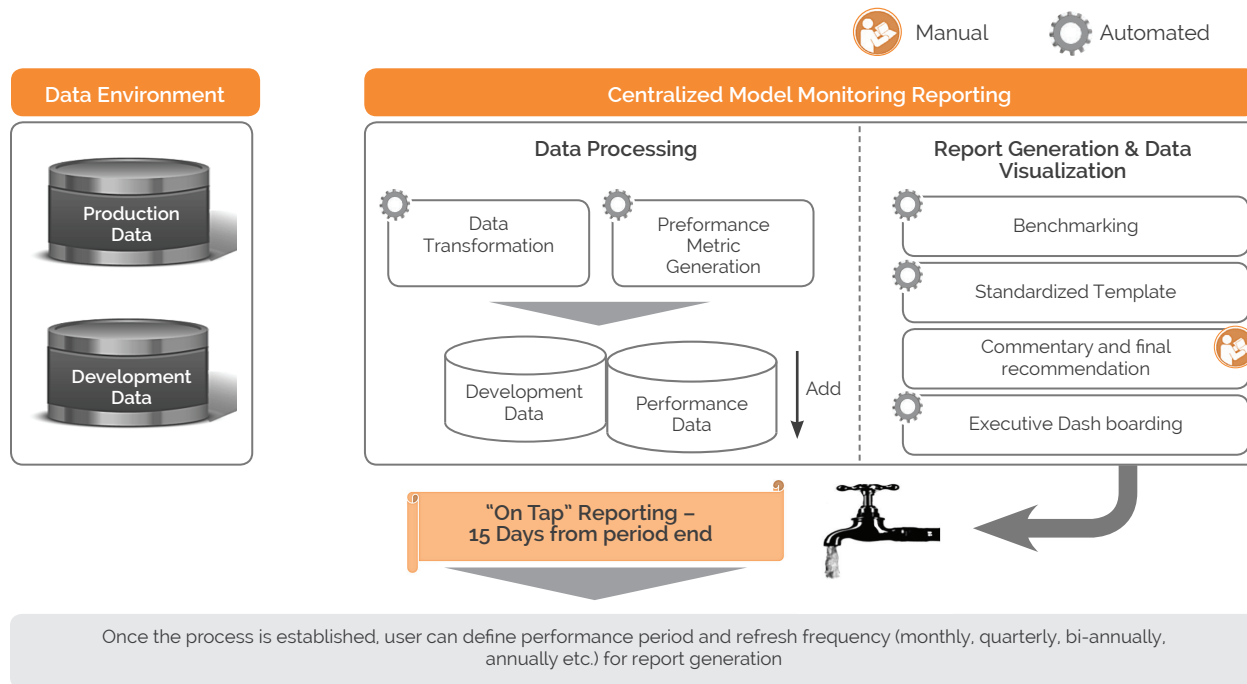 Manual
Automated
Data Environment
Production
Data
Development
Data
Centralized Model Monitoring Reporting
Data Processing
Data
Transformation
Preformance
Metric
Generation
Development
Data
Performance
Data
Add
Report Generation & Data
Visualization
Benchmarking
Standardized Template
Commentary and final
recommendation
Executive Dash boarding
“On Tap” Reporting –
15 Days from period end
Once the process is established, user can define performance period and refresh frequency (monthly, quarterly, bi-annually,
annually etc.) for report generation